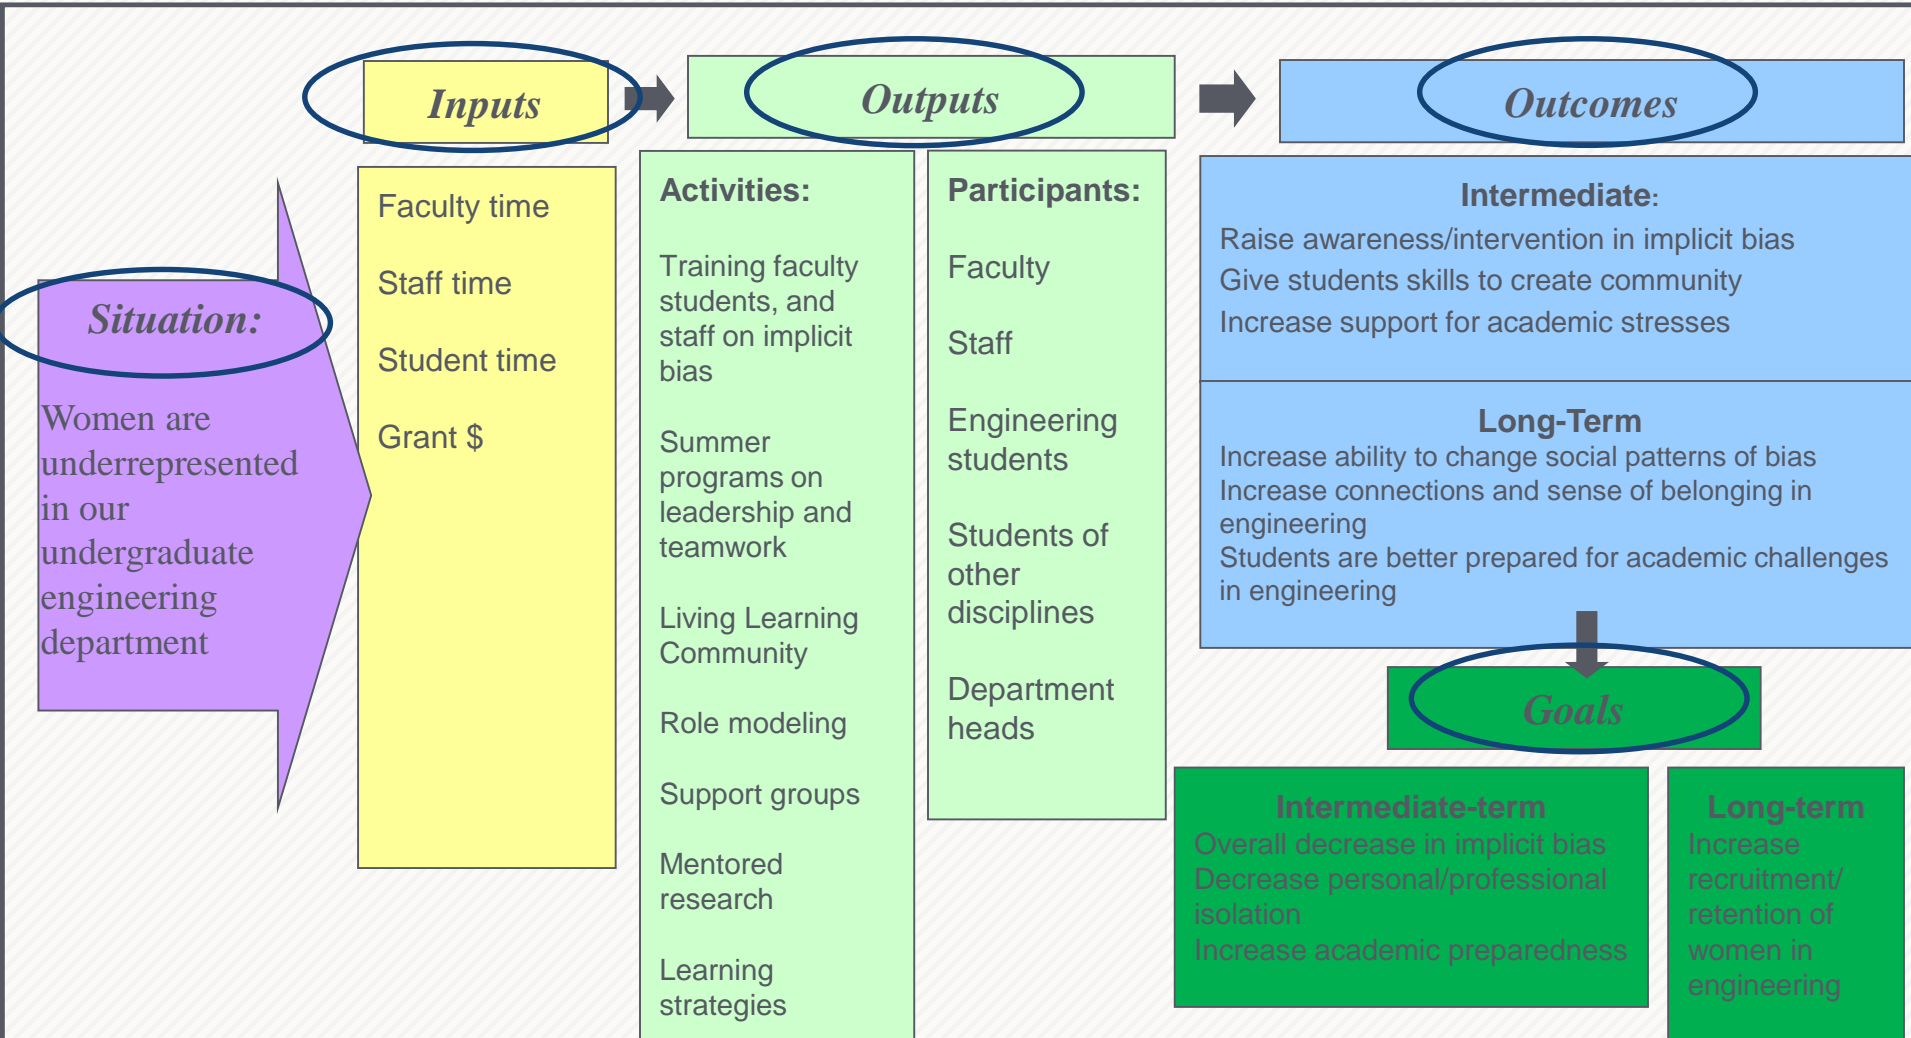 Inputs
Outputs
Outcomes
Situation:
Women are
underrepresented
in our
undergraduate
engineering
department
Faculty time
Staff time
Student time
Grant $
Activities:
Training faculty
students, and
staff on implicit
bias
Summer
programs on
leadership and
teamwork
Living Learning
Community
Role modeling
Support groups
Mentored
research
Learning
strategies
Participants:
Faculty
Staff
Engineering
students
Students of
other
disciplines
Department
heads
Intermediate:
Raise awareness/intervention in implicit bias
Give students skills to create community
Increase support for academic stresses
Long-Term
Increase ability to change social patterns of bias
Increase connections and sense of belonging in
engineering
Students are better prepared for academic challenges
in engineering
Goals
Intermediate-term
Overall decrease in implicit bias
Decrease personal/professional
isolation
Increase academic preparedness
Long-term
Increase
recruitment/
retention of
women in
engineering